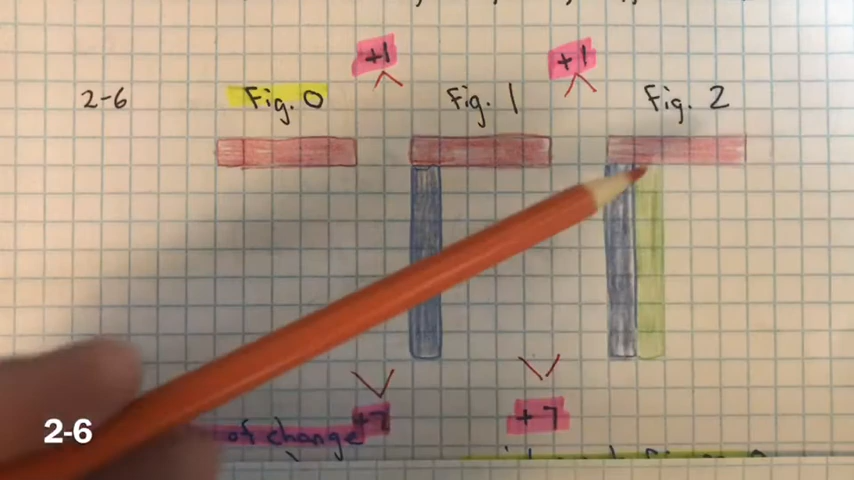 +1 +1
2-6 Fig. 0 Fig. 1 Fig. 2
+7 +7
2-6 of change